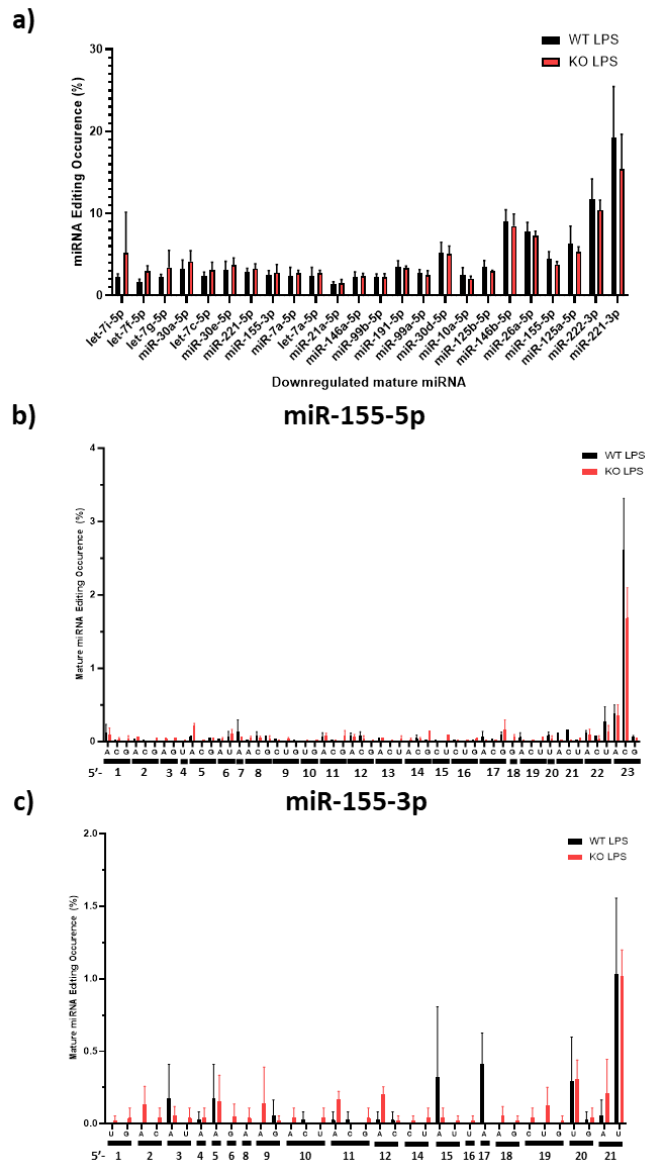 a)
WT LPS
KO LPS
miRNA Editing Occurence (%)
30
20
10
0
let-7i-5p
let-7f-5p
let-7g-5p
miR-30a-5p
let-7c-5p
miR-30e-5p
miR-221-5p
miR-155-3p
miR-7a-5p
let-7a-5p
miR-21a-5p
miR-146a-5p
miR-99b-5p
miR-191-5p
miR-99a-5p
miR-30d-5p
miR-10a-5p
miR-125b-5p
miR-146b-5p
miR-26a-5p
miR-155-5p
miR-125a-5p
miR-222-3p
miR-221-3p
Downregulated mature miRNA
b)
miR-155-5p
WT LPS
KO LPS
Mature miRNA Editing Occurence (%)
4
3
2
1
0
A C G A C G A G U A C G A U A A C G C U G U G A C G A C G A C U A C G C U C U G A C G G A C U U A C U A C U A C G
5'- 1 2 3 4 5 6 7 8 9 10 11 12 13 14 15 16 17 18 19 20 21 22 23
c)
miR-155-3p
WT LPS
KO LPS
Mature miRNA Editing Occurence (%)
2.0
1.5
1.0
0.5
0.0
U G A C A U A A G A A G A C U A C G A C C U A U U A A G C U G U G A U
5'- 1 2 3 4 5 6 8 9 10 11 12 14 15 16 17 18 19 20 21